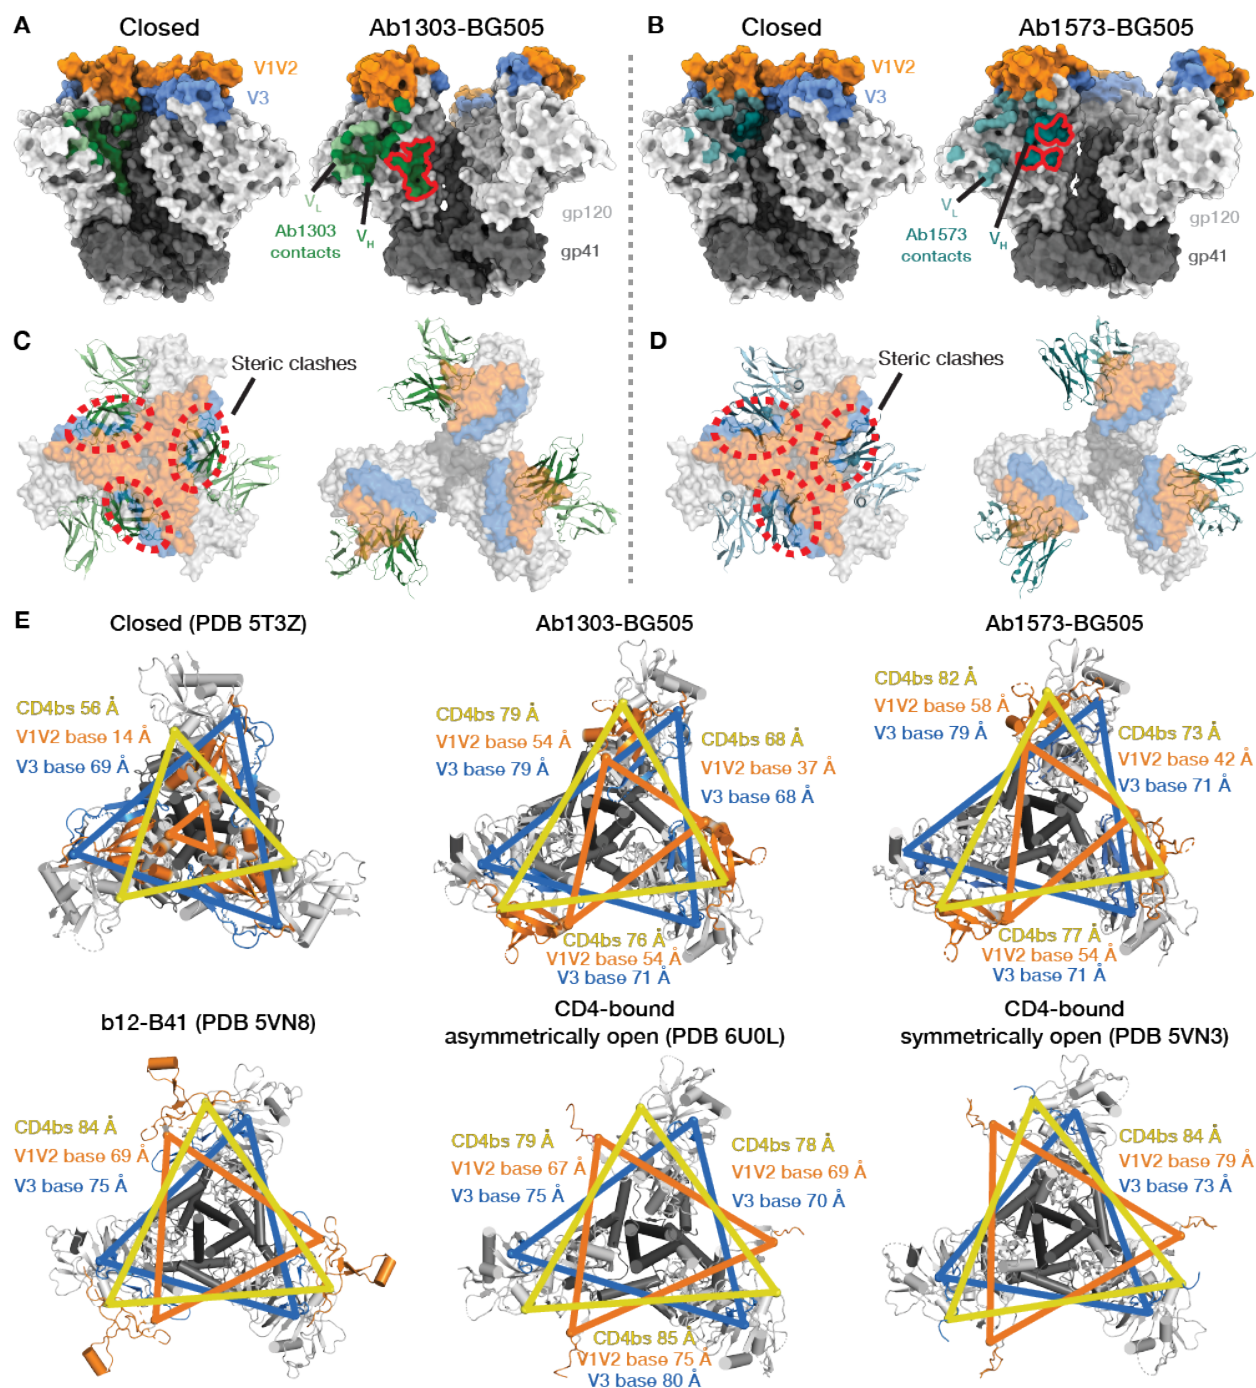 A
Closed
Ab1303-BG505
V1V2
V3
VL
VH
Ab1303
contacts
gp120
gp41
B
Closed
Ab1573-BG505
V1V2
V3
VL
VH
Ab1573
contacts
gp120
gp41
C
Steric clashes
D
Steric clashes
E
Closed (PDB 5T3Z)
CD4bs 56 Å
V1V2 base 14 Å
V3 base 69 Å
Ab1303-BG505
CD4bs 79 Å
V1V2 base 54 Å
V3 base 79 Å
CD4bs 68 Å
V1V2 base 37 Å
V3 base 68 Å
CD4bs 76 Å
V1V2 base 54 Å
V3 base 71 Å
Ab1573-BG505
CD4bs 82 Å
V1V2 base 58 Å
V3 base 79 Å
CD4bs 73 Å
V1V2 base 42 Å
V3 base 71 Å
CD4bs 77 Å
V1V2 base 54 Å
V3 base 71 Å
b12-B41 (PDB 5VN8)
CD4bs 84 Å
V1V2 base 69 Å
V3 base 75 Å
CD4-bound
asymmetrically open (PDB 6U0L)
CD4bs 79 Å
V1V2 base 67 Å
V3 base 75 Å
CD4bs 78 Å
V1V2 base 69 Å
V3 base 70 Å
CD4bs 85 Å
V1V2 base 75 Å
V3 base 80 Å
CD4-bound
symmetrically open (PDB 5VN3)
CD4bs 84 Å
V1V2 base 79 Å
V3 base 73 Å